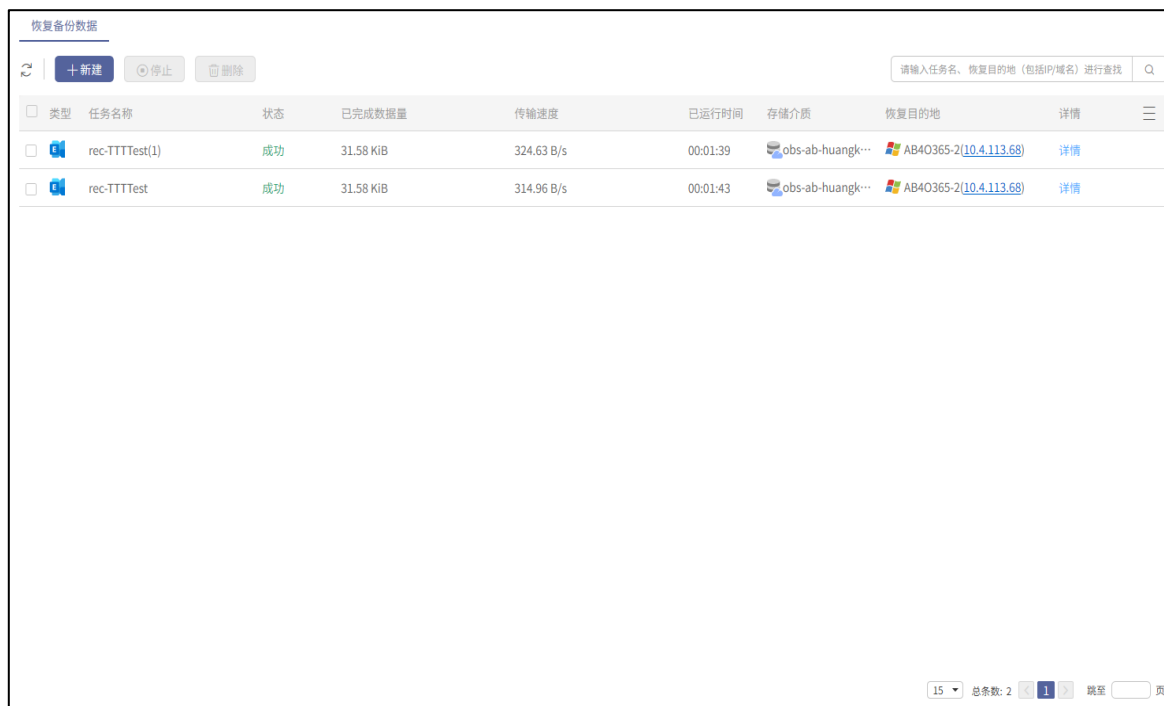 恢复备份数据
新建 停止 删除 请输入任务名、恢复目的地（包括IP/域名）进行查找
类型 任务名称 状态 已完成数据量 传输速度 已运行时间 存储介质 恢复目的地 详情
rec-TTTTest(1) 成功 31.58 KiB 324.63 B/s 00:01:39 obs-ab-huangk··· AB4O365-2(10.4.113.68) 详情
rec-TTTTest 成功 31.58 KiB 314.96 B/s 00:01:43 obs-ab-huangk··· AB4O365-2(10.4.113.68) 详情
15 总条数: 2 < 1 > 跳至 页